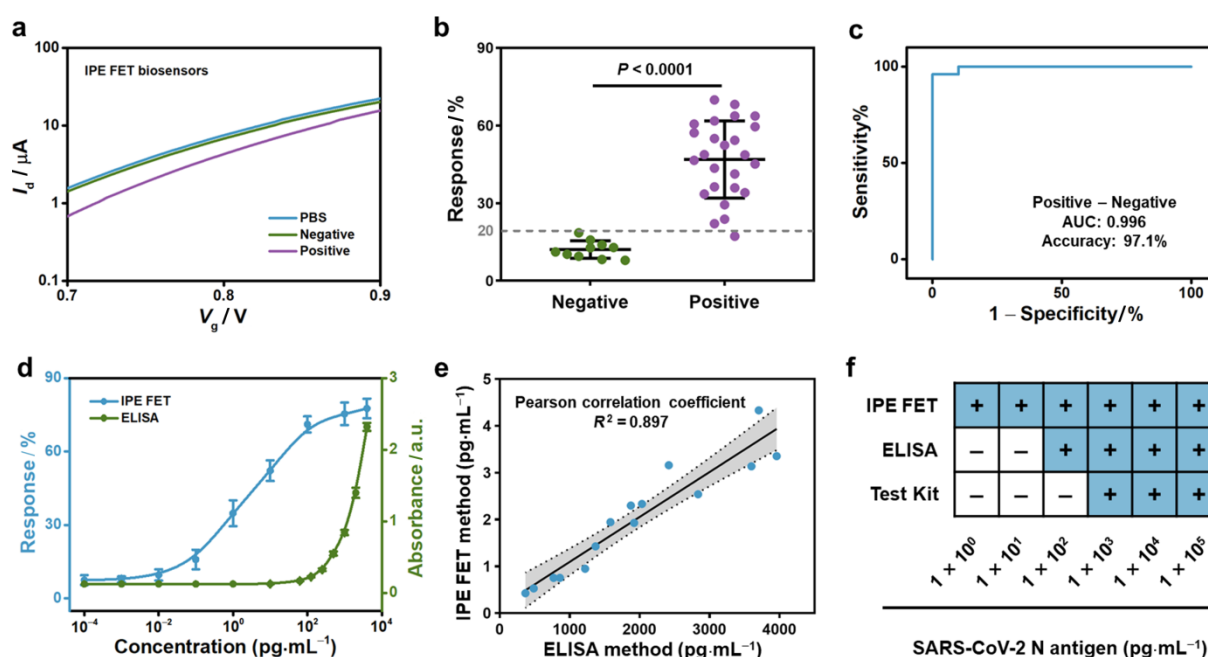 a
100
10
1
0.1
I_d / μA
IPE FET biosensors
PBS
Negative
Positive
0.7
0.8
0.9
V_g / V
b
90
60
30
20
0
Response / %
P < 0.0001
Negative
Positive
c
100
50
0
Sensitivity%
Positive – Negative
AUC: 0.996
Accuracy: 97.1%
0
50
100
1 – Specificity/%
d
90
60
30
0
Response / %
IPE FET
ELISA
3
2
1
0
Absorbance / a.u.
10⁻⁴
10⁻²
10⁰
10²
10⁴
Concentration (pg·mL⁻¹)
e
5
4
3
2
1
0
IPE FET method (pg·mL⁻¹)
Pearson correlation coefficient
R² = 0.897
0
1000
2000
3000
4000
ELISA method (pg·mL⁻¹)
f
IPE FET + + + + + +
ELISA – – + + + +
Test Kit – – – + + +
1 × 10⁰
1 × 10¹
1 × 10²
1 × 10³
1 × 10⁴
1 × 10⁵
SARS-CoV-2 N antigen (pg·mL⁻¹)